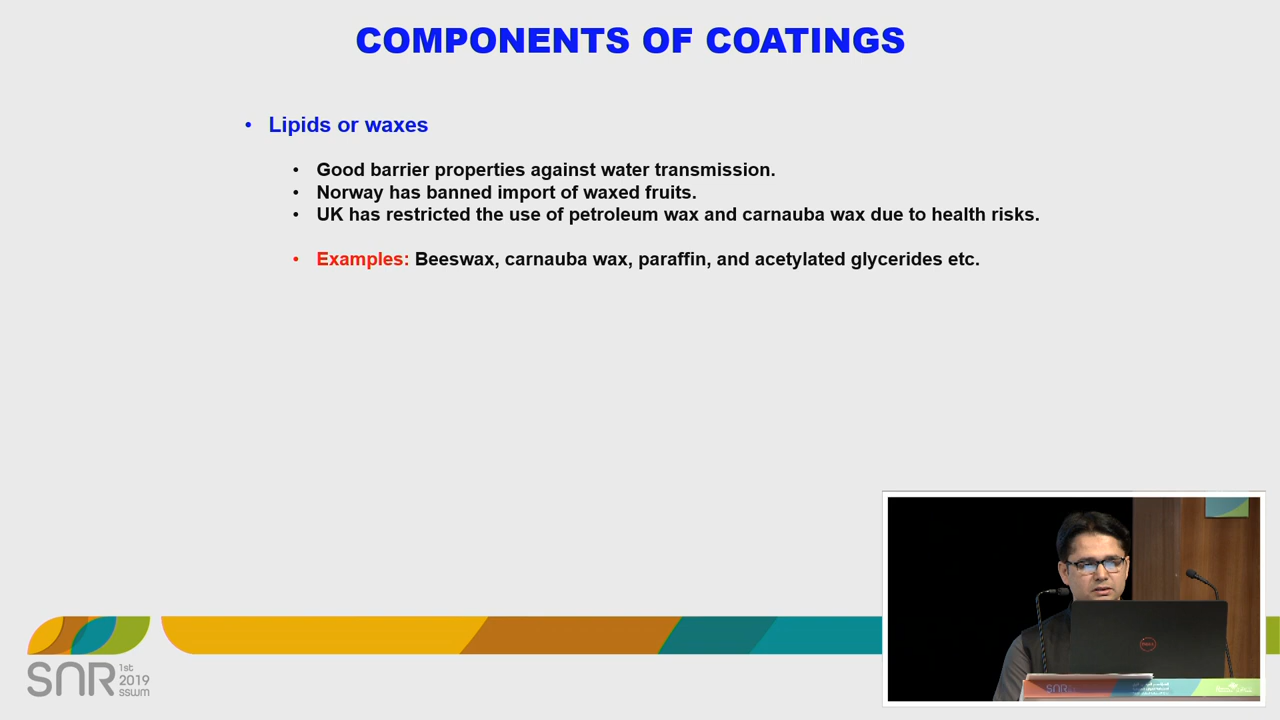 COMPONENTS OF COATINGS
• Lipids or waxes
• Good barrier properties against water transmission.
• Norway has banned import of waxed fruits.
• UK has restricted the use of petroleum wax and carnauba wax due to health risks.
• Examples: Beeswax, carnauba wax, paraffin, and acetylated glycerides etc.
SNR 1st
2019
sswm
DELL
SNR